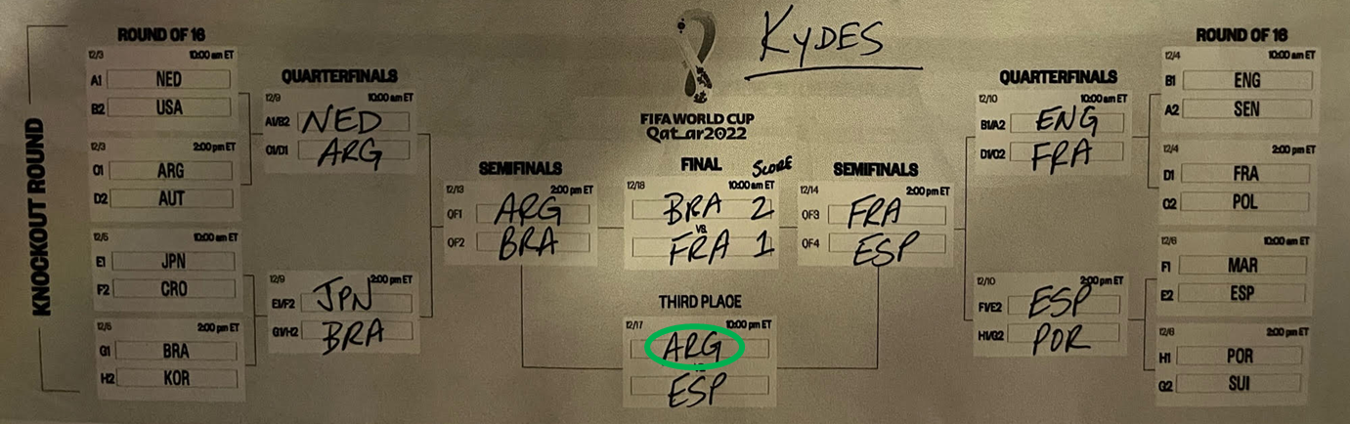 KYDES
KNOCKOUT ROUND
ROUND OF 16
12/3 10:00 am ET
A1 NED
B2 USA
12/3 2:00 pm ET
C1 ARG
D2 AUT
12/5 10:00 am ET
E1 JPN
F2 CRO
12/5 2:00 pm ET
G1 BRA
H2 KOR
QUARTERFINALS
12/9 10:00 am ET
A1/B2 NED
C1/D1 ARG
12/9 2:00 pm ET
E1/F2 JPN
G1/H2 BRA
SEMIFINALS
12/13 2:00 pm ET
QF1 ARG
QF2 BRA
FIFA WORLD CUP
Qatar2022
FINAL Score
12/18 10:00 am ET
BRA 2
VS.
FRA 1
THIRD PLACE
12/17 10:00 pm ET
ARG
ESP
SEMIFINALS
12/14 2:00 pm ET
QF3 FRA
QF4 ESP
QUARTERFINALS
12/10 10:00 am ET
B1/A2 ENG
D1/C2 FRA
12/10 2:00 pm ET
F1/E2 ESP
H1/G2 POR
ROUND OF 16
12/4 10:00 am ET
B1 ENG
A2 SEN
12/4 2:00 pm ET
D1 FRA
C2 POL
12/6 10:00 am ET
F1 MAR
E2 ESP
12/6 2:00 pm ET
H1 POR
G2 SUI